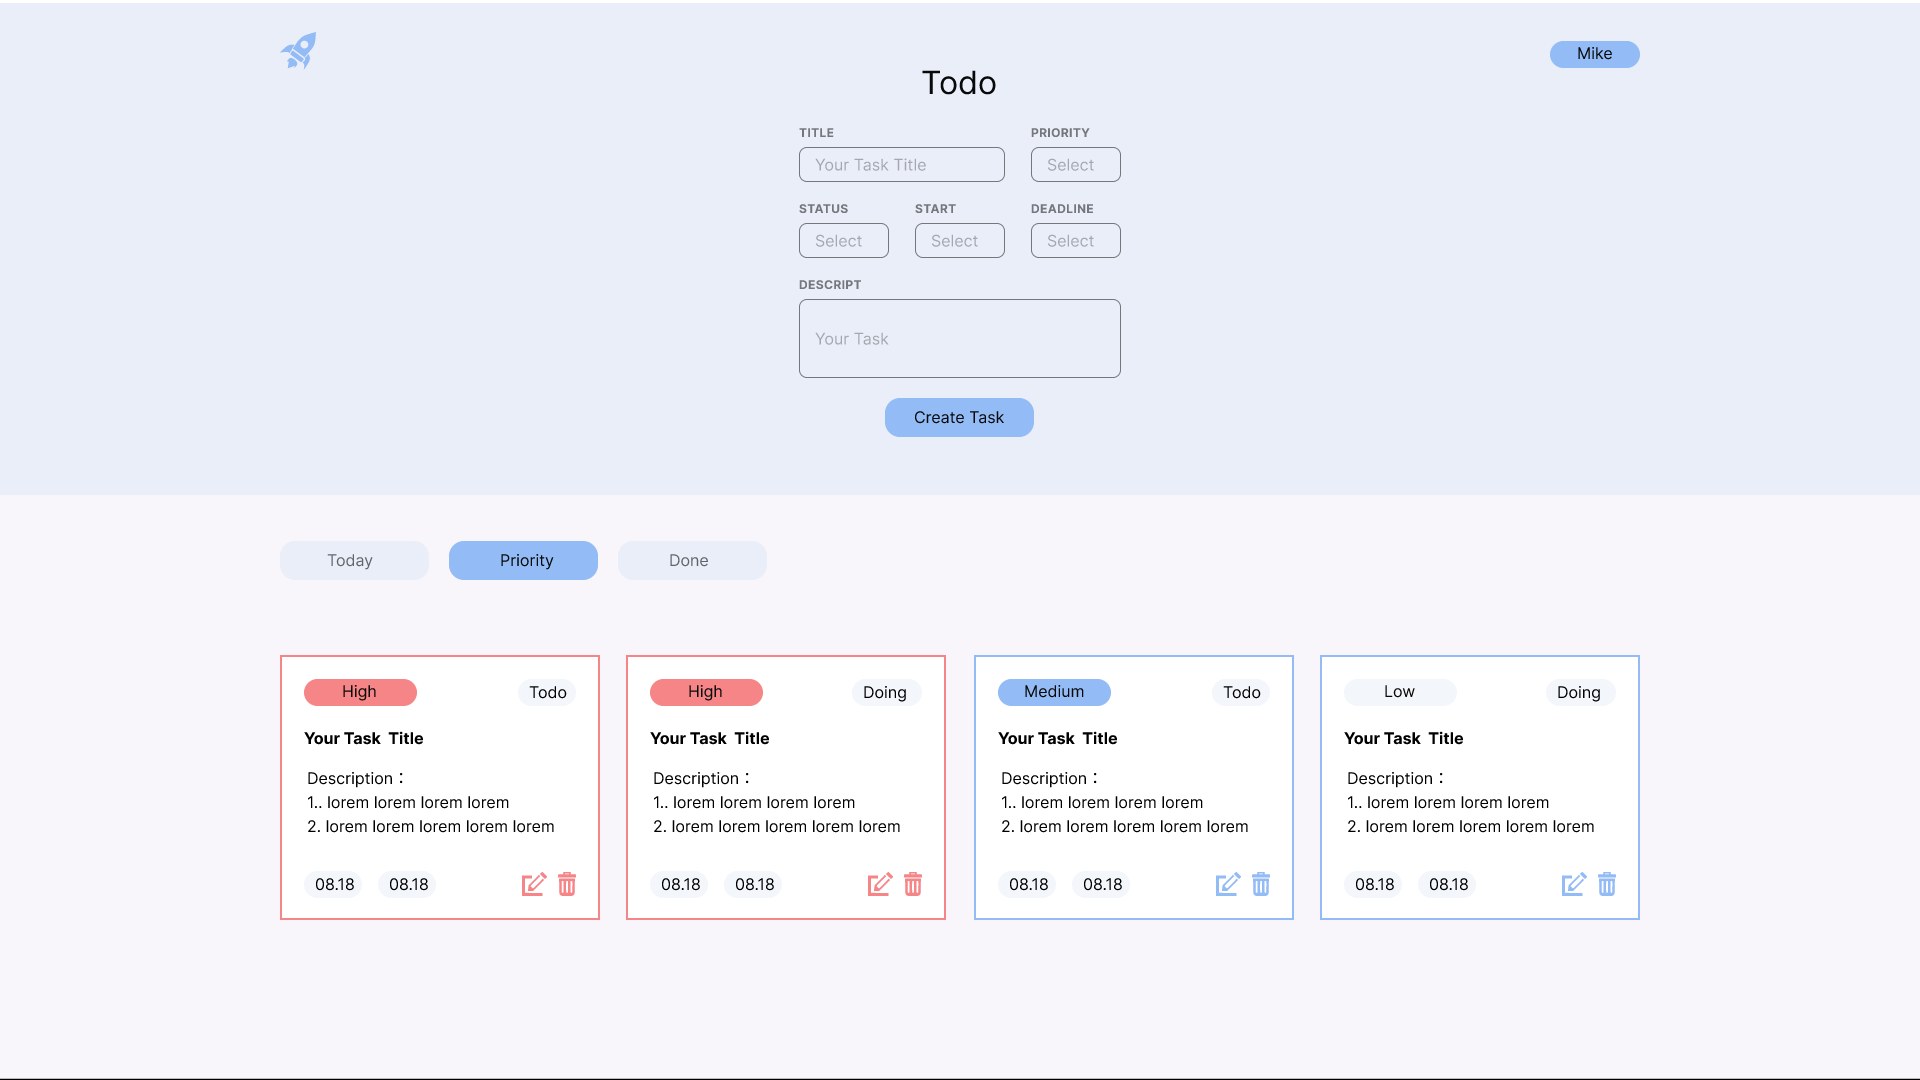 Mike
Todo
TITLE PRIORITY
Your Task Title Select
STATUS START DEADLINE
Select Select Select
DESCRIPT
Your Task
Create Task
Today Priority Done
High Todo
Your Task Title
Description：
1.. lorem lorem lorem lorem
2. lorem lorem lorem lorem lorem
08.18 08.18
High Doing
Your Task Title
Description：
1.. lorem lorem lorem lorem
2. lorem lorem lorem lorem lorem
08.18 08.18
Medium Todo
Your Task Title
Description：
1.. lorem lorem lorem lorem
2. lorem lorem lorem lorem lorem
08.18 08.18
Low Doing
Your Task Title
Description：
1.. lorem lorem lorem lorem
2. lorem lorem lorem lorem lorem
08.18 08.18